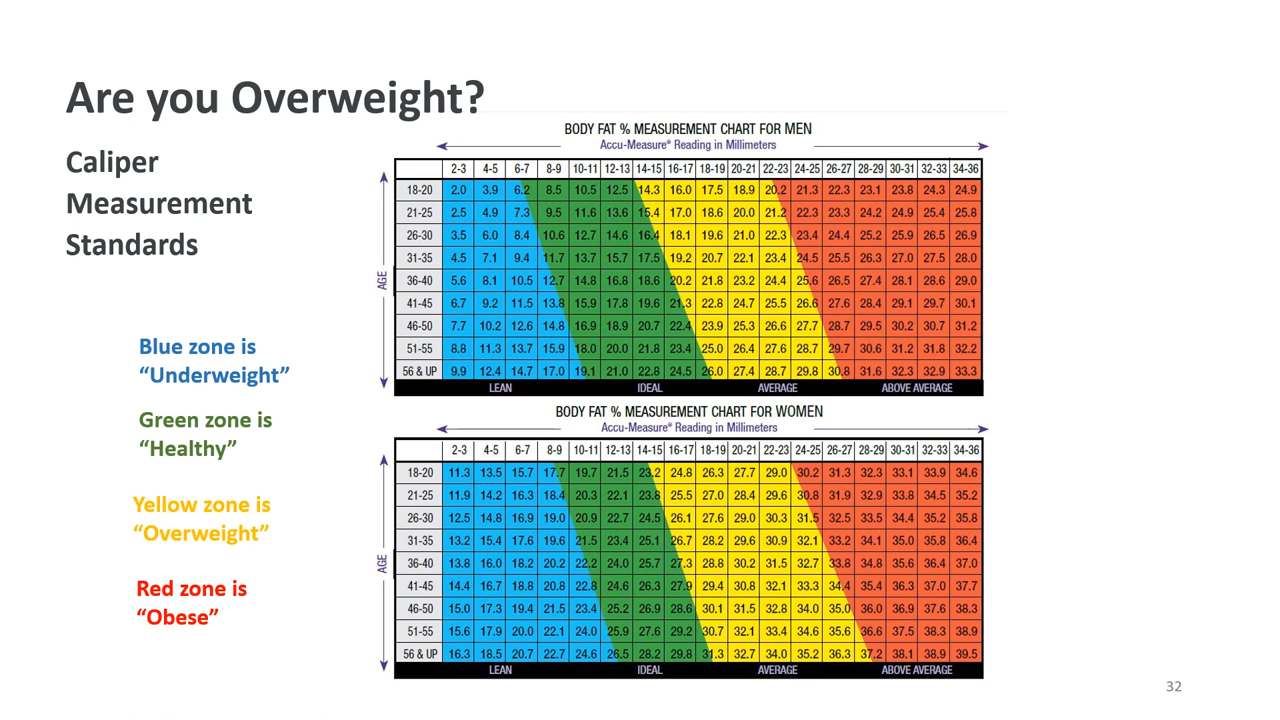 Are you Overweight?
Caliper
Measurement
Standards
Blue zone is
“Underweight”
Green zone is
“Healthy”
Yellow zone is
“Overweight”
Red zone is
“Obese”
BODY FAT % MEASUREMENT CHART FOR MEN
Accu-Measure® Reading in Millimeters
2-3 4-5 6-7 8-9 10-11 12-13 14-15 16-17 18-19 20-21 22-23 24-25 26-27 28-29 30-31 32-33 34-36
AGE
18-20 2.0 3.9 6.2 8.5 10.5 12.5 14.3 16.0 17.5 18.9 20.2 21.3 22.3 23.1 23.8 24.3 24.9
21-25 2.5 4.9 7.3 9.5 11.6 13.6 15.4 17.0 18.6 20.0 21.2 22.3 23.3 24.2 24.9 25.4 25.8
26-30 3.5 6.0 8.4 10.6 12.7 14.6 16.4 18.1 19.6 21.0 22.3 23.4 24.4 25.2 25.9 26.5 26.9
31-35 4.5 7.1 9.4 11.7 13.7 15.7 17.5 19.2 20.7 22.1 23.4 24.5 25.5 26.3 27.0 27.5 28.0
36-40 5.6 8.1 10.5 12.7 14.8 16.8 18.6 20.2 21.8 23.2 24.4 25.6 26.5 27.4 28.1 28.6 29.0
41-45 6.7 9.2 11.5 13.8 15.9 17.8 19.6 21.3 22.8 24.7 25.5 26.6 27.6 28.4 29.1 29.7 30.1
46-50 7.7 10.2 12.6 14.8 16.9 18.9 20.7 22.4 23.9 25.3 26.6 27.7 28.7 29.5 30.2 30.7 31.2
51-55 8.8 11.3 13.7 15.9 18.0 20.0 21.8 23.4 25.0 26.4 27.6 28.7 29.7 30.6 31.2 31.8 32.2
56 & UP 9.9 12.4 14.7 17.0 19.1 21.0 22.8 24.5 26.0 27.4 28.7 29.8 30.8 31.6 32.3 32.9 33.3
LEAN IDEAL AVERAGE ABOVE AVERAGE
BODY FAT % MEASUREMENT CHART FOR WOMEN
Accu-Measure® Reading in Millimeters
2-3 4-5 6-7 8-9 10-11 12-13 14-15 16-17 18-19 20-21 22-23 24-25 26-27 28-29 30-31 32-33 34-36
AGE
18-20 11.3 13.5 15.7 17.7 19.7 21.5 23.2 24.8 26.3 27.7 29.0 30.2 31.3 32.3 33.1 33.9 34.6
21-25 11.9 14.2 16.3 18.4 20.3 22.1 23.8 25.5 27.0 28.4 29.6 30.8 31.9 32.9 33.8 34.5 35.2
26-30 12.5 14.8 16.9 19.0 20.9 22.7 24.5 26.1 27.6 29.0 30.3 31.5 32.5 33.5 34.4 35.2 35.8
31-35 13.2 15.4 17.6 19.6 21.5 23.4 25.1 26.7 28.2 29.6 30.9 32.1 33.2 34.1 35.0 35.8 36.4
36-40 13.8 16.0 18.2 20.2 22.2 24.0 25.7 27.3 28.8 30.2 31.5 32.7 33.8 34.8 35.6 36.4 37.0
41-45 14.4 16.7 18.8 20.8 22.8 24.6 26.3 27.9 29.4 30.8 32.1 33.3 34.4 35.4 36.3 37.0 37.7
46-50 15.0 17.3 19.4 21.5 23.4 25.2 26.9 28.6 30.1 31.5 32.8 34.0 35.0 36.0 36.9 37.6 38.3
51-55 15.6 17.9 20.0 22.1 24.0 25.9 27.6 29.2 30.7 32.1 33.4 34.6 35.6 36.6 37.5 38.3 38.9
56 & UP 16.3 18.5 20.7 22.7 24.6 26.5 28.2 29.8 31.3 32.7 34.0 35.2 36.3 37.2 38.1 38.9 39.5
LEAN IDEAL AVERAGE ABOVE AVERAGE
32